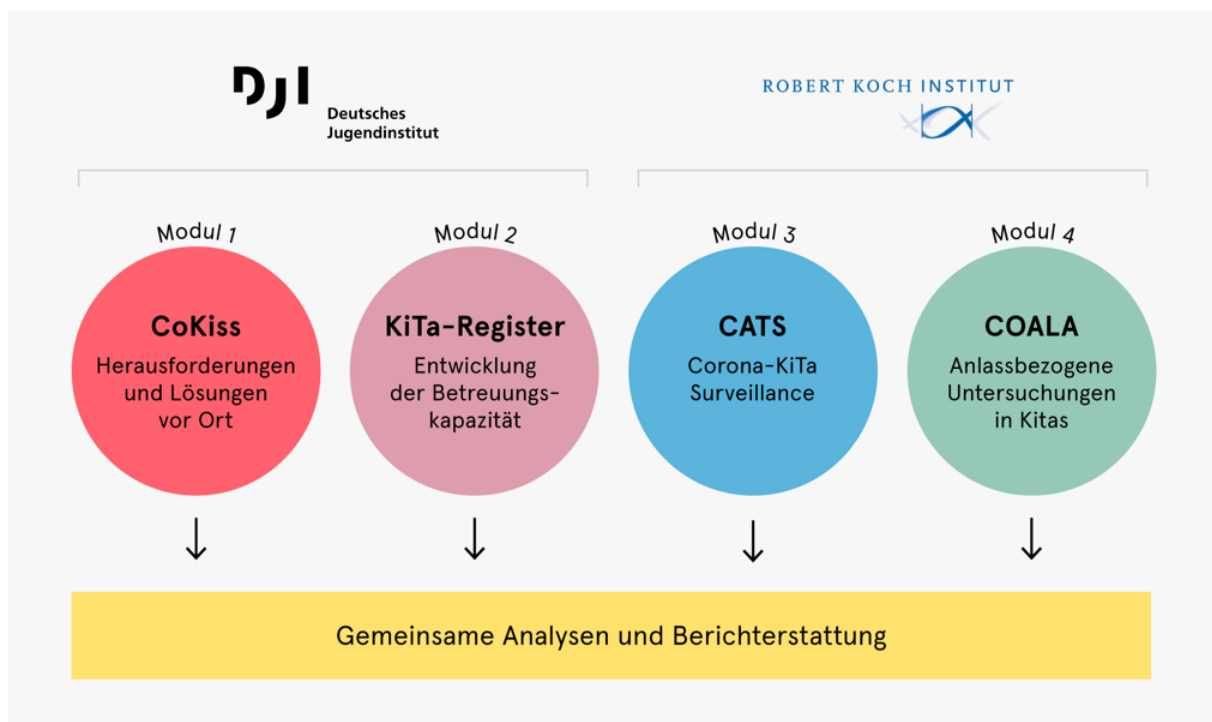 DJI
Deutsches
Jugendinstitut
ROBERT KOCH INSTITUT
Modul 1
Modul 2
Modul 3
Modul 4
CoKiss
Herausforderungen
und Lösungen
vor Ort
KiTa-Register
Entwicklung
der Betreuungs-
kapazität
CATS
Corona-KiTa
Surveillance
COALA
Anlassbezogene
Untersuchungen
in Kitas
Gemeinsame Analysen und Berichterstattung